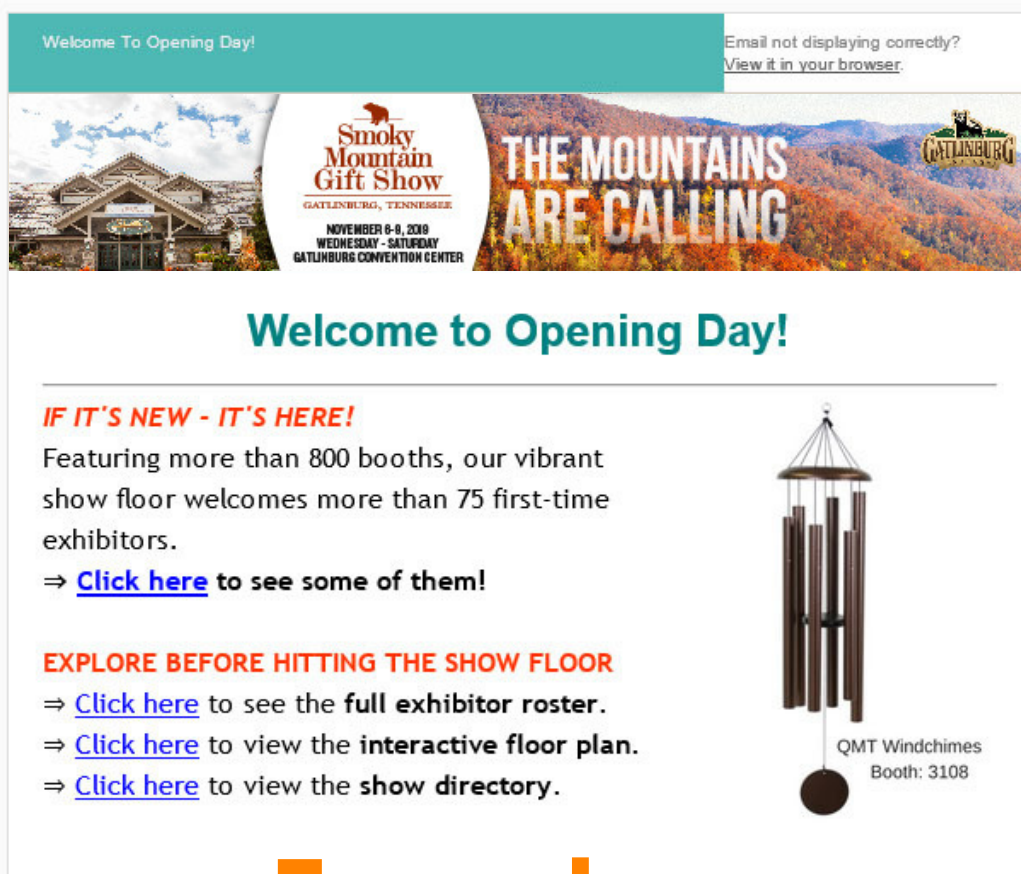 Welcome To Opening Day!
Email not displaying correctly?
View it in your browser.
Smoky
Mountain
Gift Show
GATLINBURG, TENNESSEE
NOVEMBER 6-9, 2019
WEDNESDAY - SATURDAY
GATLINBURG CONVENTION CENTER
THE MOUNTAINS
ARE CALLING
GATLINBURG
Welcome to Opening Day!
IF IT'S NEW - IT'S HERE!
Featuring more than 800 booths, our vibrant
show floor welcomes more than 75 first-time
exhibitors.
⇒ Click here to see some of them!
EXPLORE BEFORE HITTING THE SHOW FLOOR
⇒ Click here to see the full exhibitor roster.
⇒ Click here to view the interactive floor plan.
⇒ Click here to view the show directory.
QMT Windchimes
Booth: 3108